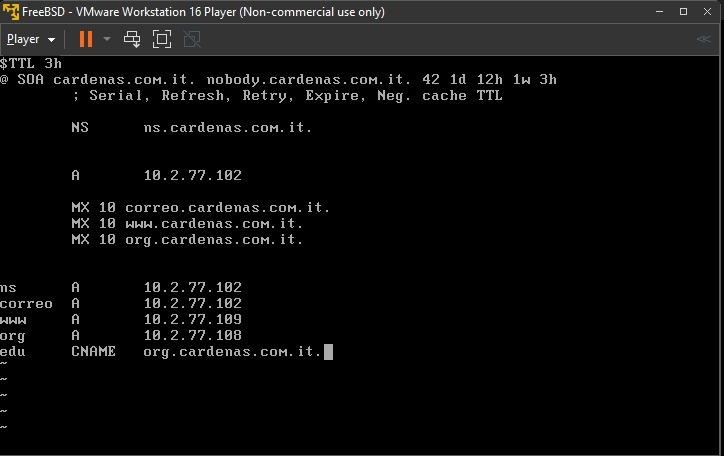 FreeBSD - VMware Workstation 16 Player (Non-commercial use only)
Player
$TTL 3h
@ SOA cardenas.com.it. nobody.cardenas.com.it. 42 1d 12h 1w 3h
; Serial, Refresh, Retry, Expire, Neg. cache TTL
NS ns.cardenas.com.it.
A 10.2.77.102
MX 10 correo.cardenas.com.it.
MX 10 www.cardenas.com.it.
MX 10 org.cardenas.com.it.
ns A 10.2.77.102
correo A 10.2.77.102
www A 10.2.77.109
org A 10.2.77.108
edu CNAME org.cardenas.com.it.
~
~
~
~
~